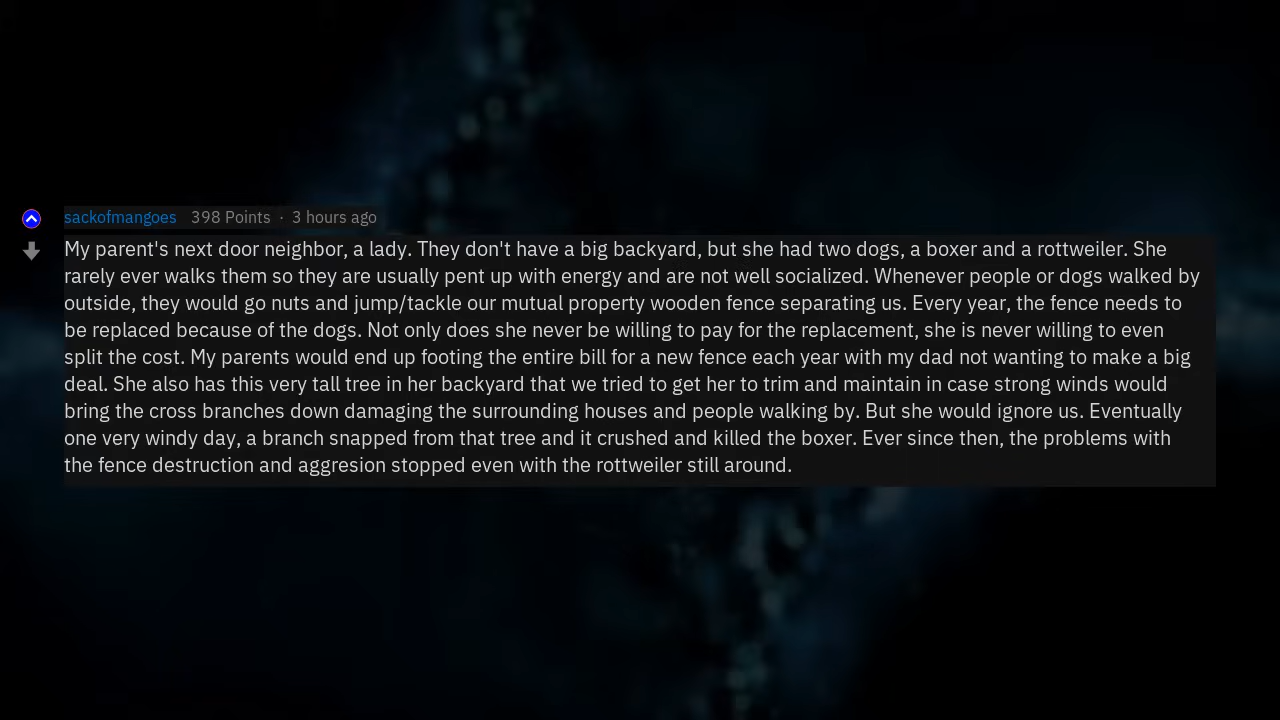 sackofmangoes 398 Points · 3 hours ago
My parent's next door neighbor, a lady. They don't have a big backyard, but she had two dogs, a boxer and a rottweiler. She
rarely ever walks them so they are usually pent up with energy and are not well socialized. Whenever people or dogs walked by
outside, they would go nuts and jump/tackle our mutual property wooden fence separating us. Every year, the fence needs to
be replaced because of the dogs. Not only does she never be willing to pay for the replacement, she is never willing to even
split the cost. My parents would end up footing the entire bill for a new fence each year with my dad not wanting to make a big
deal. She also has this very tall tree in her backyard that we tried to get her to trim and maintain in case strong winds would
bring the cross branches down damaging the surrounding houses and people walking by. But she would ignore us. Eventually
one very windy day, a branch snapped from that tree and it crushed and killed the boxer. Ever since then, the problems with
the fence destruction and aggresion stopped even with the rottweiler still around.